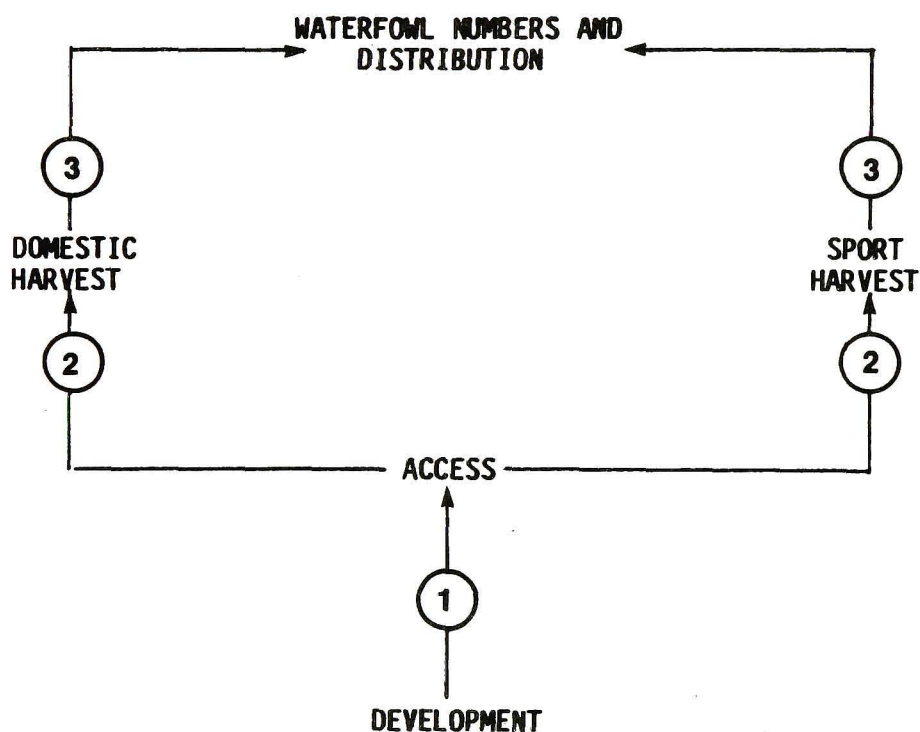 WATERFOWL NUMBERS AND
DISTRIBUTION
3
3
DOMESTIC
HARVEST
SPORT
HARVEST
2
2
ACCESS
1
DEVELOPMENT